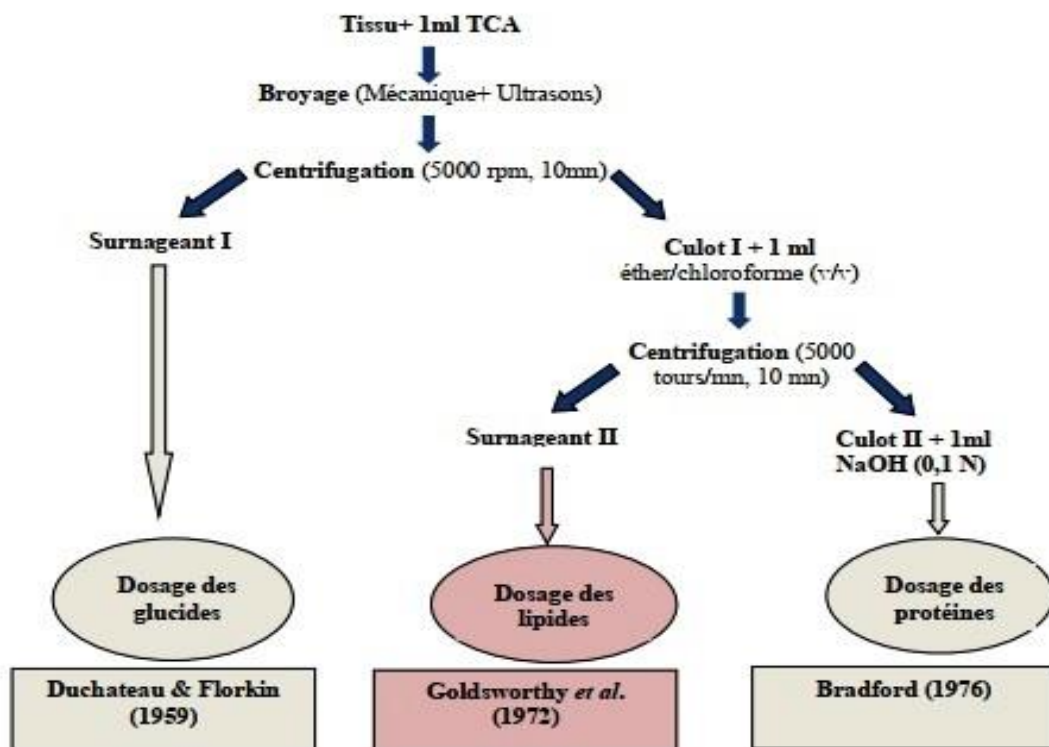 Tissu+ 1ml TCA
Broyage (Mécanique+ Ultrasons)
Centrifugation (5000 rpm, 10mn)
Surnageant I
Culot I + 1 ml
éther/chloroforme (v/v)
Centrifugation (5000
tours/mn, 10 mn)
Surnageant II
Culot II + 1ml
NaOH (0,1 N)
Dosage des
glucides
Dosage des
lipides
Dosage des
protéines
Duchateau & Florkin
(1959)
Goldsworthy et al.
(1972)
Bradford (1976)